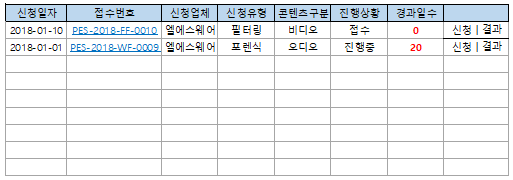 신청일자 접수번호 신청업체 신청유형 콘텐츠구분 진행상황 경과일수
2018-01-10 PES-2018-FF-0010 엘에스웨어 필터링 비디오 접수 0 신청 | 결과
2018-01-01 PES-2018-WF-0009 엘에스웨어 포렌식 오디오 진행중 20 신청 | 결과